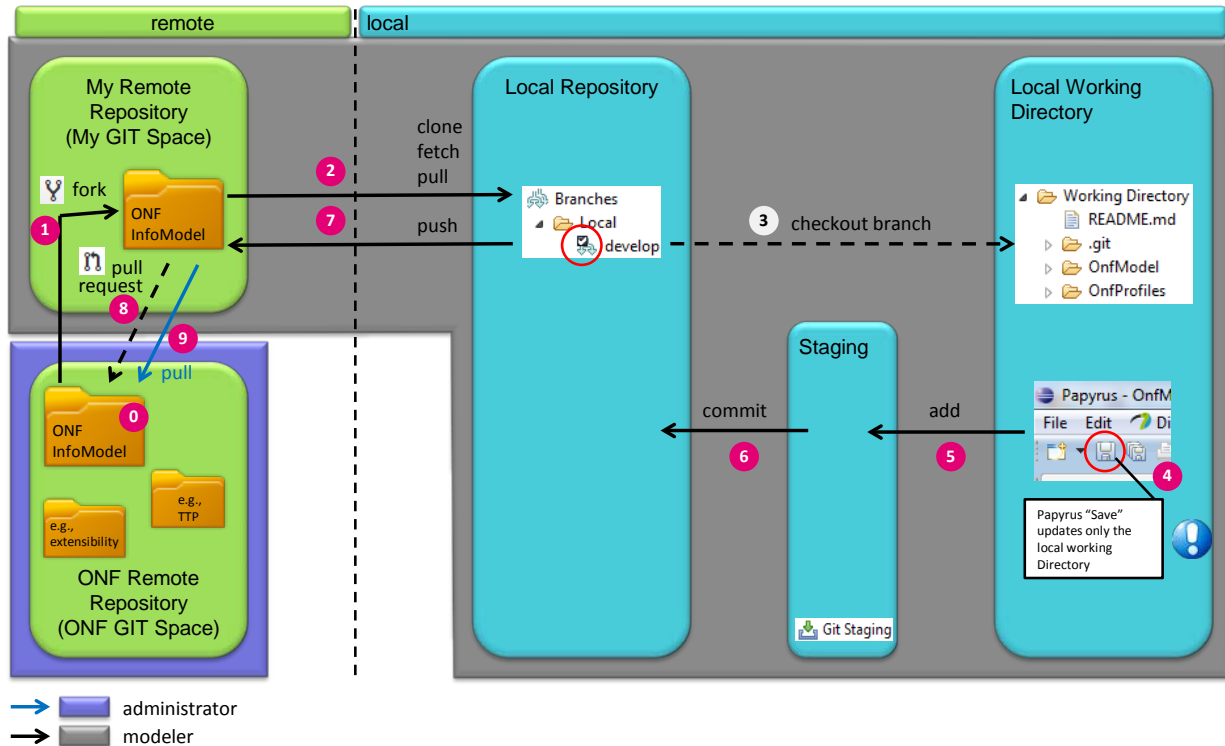 remote
local
My Remote
Repository
(My GIT Space)
fork
1
ONF
InfoModel
pull
request
8
9
pull
2
7
clone
fetch
pull
push
Local Repository
Branches
Local
develop
3
checkout branch
Local Working
Directory
Working Directory
README.md
.git
OnfModel
OnfProfiles
0
ONF
InfoModel
e.g.,
TTP
e.g.,
extensibility
ONF Remote
Repository
(ONF GIT Space)
commit
6
Staging
Git Staging
add
5
Papyrus - OnfM
File Edit Di
4
Papyrus “Save”
updates only the
local working
Directory
administrator
modeler